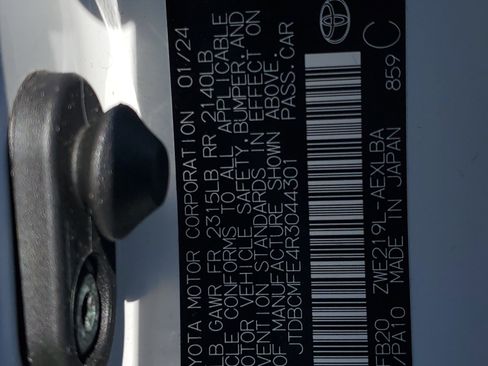 YOTA MOTOR CORPORATION 01/24
LB GAWR FR 2315LB RR 2140LB
CLE CONFORMS TO ALL APPLICABLE
OTOR VEHICLE SAFETY, BUMPER, AND
VENTION STANDARDS IN EFFECT ON
OF MANUFACTURE SHOWN ABOVE.
JTDBCMFE4R3044301 PASS.CAR
FB20 ZWE219L-AEXLBA 859
/PA10 MADE IN JAPAN C